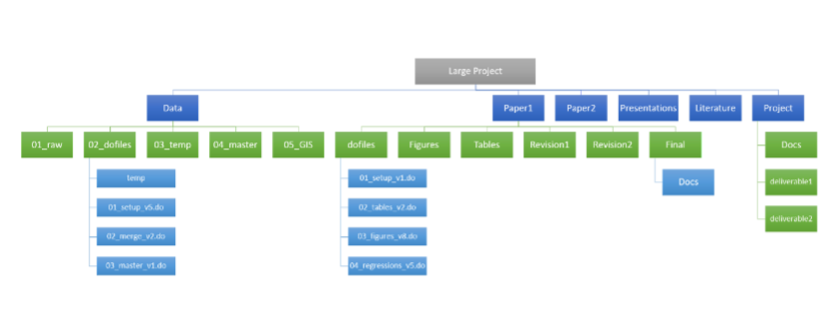 Large Project
Data
Paper1
Paper2
Presentations
Literature
Project
01_raw
02_dofiles
03_temp
04_master
05_GIS
dofiles
Figures
Tables
Revision1
Revision2
Final
Docs
temp
01_setup_v5.do
02_merge_v2.do
03_master_v1.do
01_setup_v1.do
02_tables_v2.do
03_figures_v8.do
04_regressions_v5.do
Docs
deliverable1
deliverable2